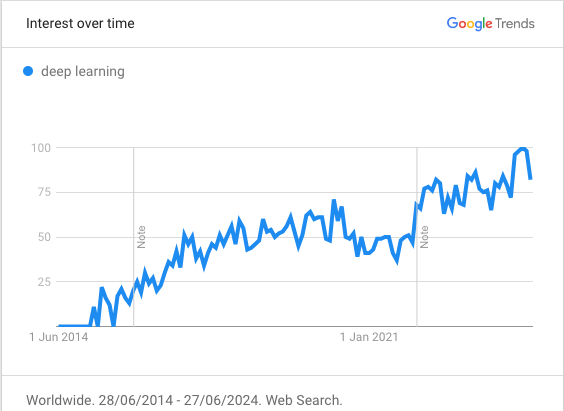 Interest over time
Google Trends
deep learning
100
75
50
25
Note
Note
1 Jun 2014
1 Jan 2021
Worldwide. 28/06/2014 - 27/06/2024. Web Search.